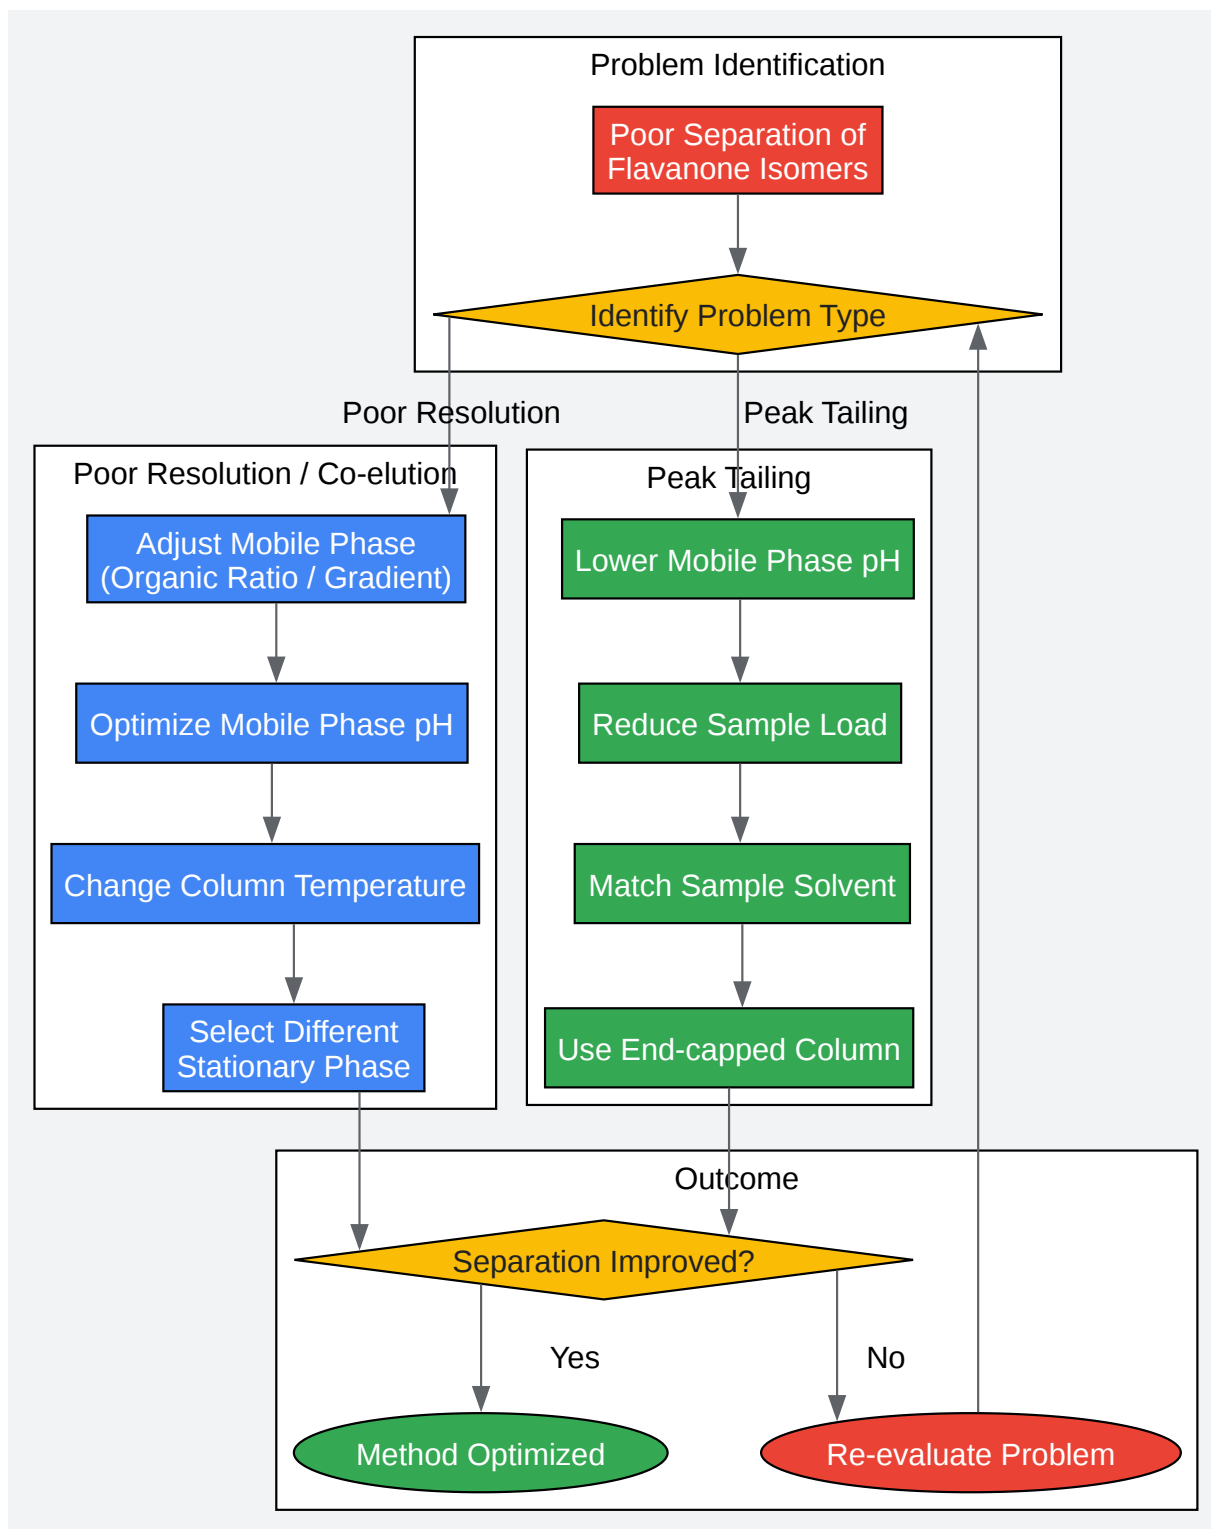 Problem Identification
Poor Separation of
Flavanone Isomers
Identify Problem Type
Poor Resolution
Peak Tailing
Poor Resolution / Co-elution
Adjust Mobile Phase
(Organic Ratio / Gradient)
Optimize Mobile Phase pH
Change Column Temperature
Select Different
Stationary Phase
Peak Tailing
Lower Mobile Phase pH
Reduce Sample Load
Match Sample Solvent
Use End-capped Column
Outcome
Separation Improved?
Yes
No
Method Optimized
Re-evaluate Problem